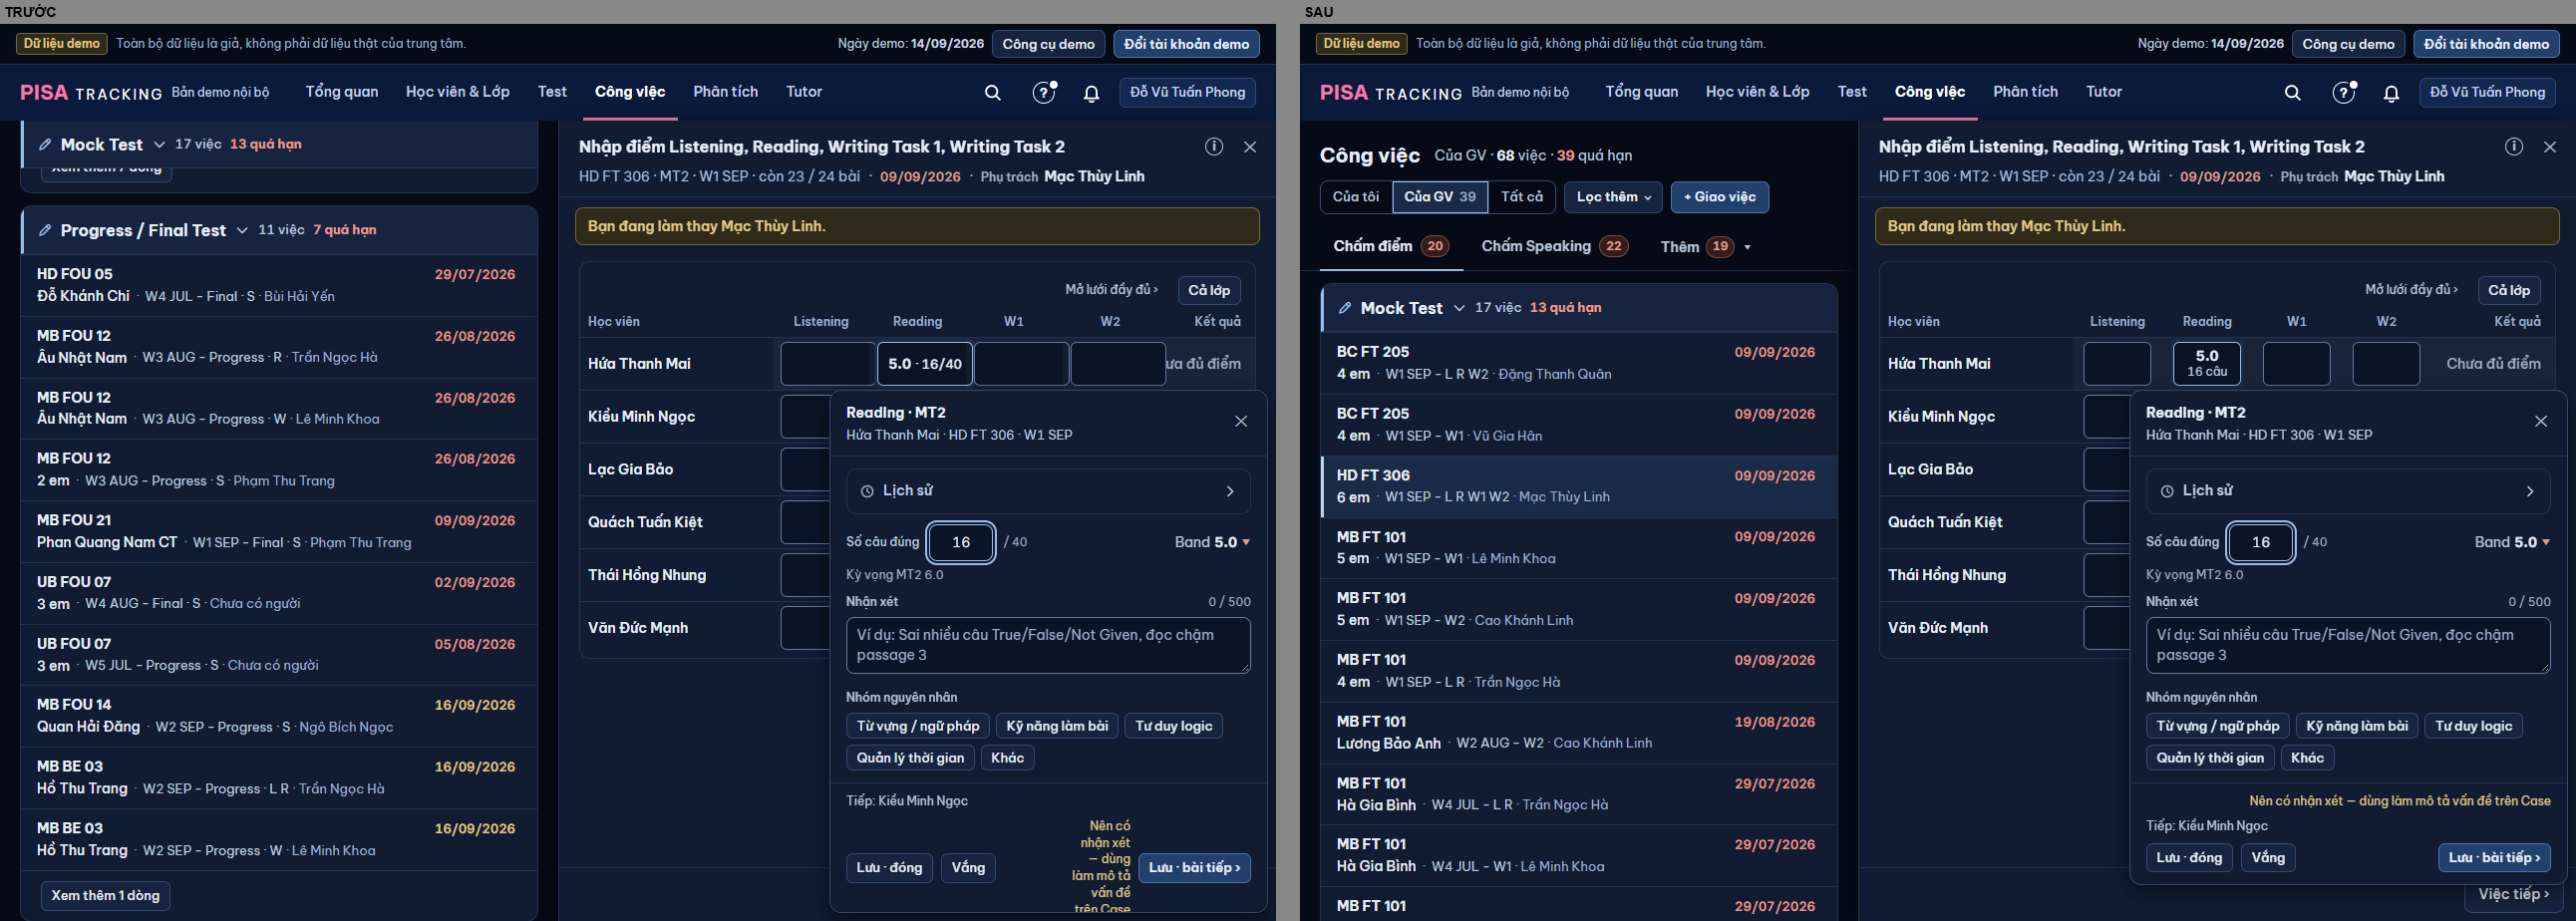 TRƯỚC
Dữ liệu demo Toàn bộ dữ liệu là giả, không phải dữ liệu thật của trung tâm. Ngày demo: 14/09/2026 Công cụ demo Đổi tài khoản demo
PISA TRACKING Bản demo nội bộ Tổng quan Học viên & Lớp Test Công việc Phân tích Tutor ? Đỗ Vũ Tuấn Phong
Mock Test 17 việc 13 quá hạn
Xem thêm 7 dòng
Progress / Final Test 11 việc 7 quá hạn
HD FOU 05 29/07/2026
Đỗ Khánh Chi · W4 JUL - Final · S · Bùi Hải Yến
MB FOU 12 26/08/2026
Âu Nhật Nam · W3 AUG - Progress · R · Trần Ngọc Hà
MB FOU 12 26/08/2026
Âu Nhật Nam · W3 AUG - Progress · W · Lê Minh Khoa
MB FOU 12 26/08/2026
2 em · W3 AUG - Progress · S · Phạm Thu Trang
MB FOU 21 09/09/2026
Phan Quang Nam CT · W1 SEP - Final · S · Phạm Thu Trang
UB FOU 07 02/09/2026
3 em · W4 AUG - Final · S · Chưa có người
UB FOU 07 05/08/2026
3 em · W5 JUL - Progress · S · Chưa có người
MB FOU 14 16/09/2026
Quan Hải Đăng · W2 SEP - Progress · S · Ngô Bích Ngọc
MB BE 03 16/09/2026
Hồ Thu Trang · W2 SEP - Progress · L R · Trần Ngọc Hà
MB BE 03 16/09/2026
Hồ Thu Trang · W2 SEP - Progress · W · Lê Minh Khoa
Xem thêm 1 dòng
Nhập điểm Listening, Reading, Writing Task 1, Writing Task 2
HD FT 306 · MT2 · W1 SEP · còn 23 / 24 bài · 09/09/2026 · Phụ trách Mạc Thùy Linh
Bạn đang làm thay Mạc Thùy Linh.
Mở lưới đầy đủ › Cả lớp
Học viên Listening Reading W1 W2 Kết quả
Hứa Thanh Mai 5.0 · 16/40 ưa đủ điểm
Kiều Minh Ngọc
Lạc Gia Bảo
Quách Tuấn Kiệt
Thái Hồng Nhung
Văn Đức Mạnh
Reading · MT2
Hứa Thanh Mai · HD FT 306 · W1 SEP
Lịch sử
Số câu đúng 16 / 40 Band 5.0
Kỳ vọng MT2 6.0
Nhận xét 0 / 500
Ví dụ: Sai nhiều câu True/False/Not Given, đọc chậm
passage 3
Nhóm nguyên nhân
Từ vựng / ngữ pháp Kỹ năng làm bài Tư duy logic
Quản lý thời gian Khác
Tiếp: Kiều Minh Ngọc
Nên có
nhận xét
— dùng
làm mô tả
vấn đề
trên Case
Lưu · đóng Vắng Lưu · bài tiếp ›
SAU
Dữ liệu demo Toàn bộ dữ liệu là giả, không phải dữ liệu thật của trung tâm. Ngày demo: 14/09/2026 Công cụ demo Đổi tài khoản demo
PISA TRACKING Bản demo nội bộ Tổng quan Học viên & Lớp Test Công việc Phân tích Tutor ? Đỗ Vũ Tuấn Phong
Công việc Của GV · 68 việc · 39 quá hạn
Của tôi Của GV 39 Tất cả Lọc thêm + Giao việc
Chấm điểm 20 Chấm Speaking 22 Thêm 19
Mock Test 17 việc 13 quá hạn
BC FT 205 09/09/2026
4 em · W1 SEP - L R W2 · Đặng Thanh Quân
BC FT 205 09/09/2026
4 em · W1 SEP - W1 · Vũ Gia Hân
HD FT 306 09/09/2026
6 em · W1 SEP - L R W1 W2 · Mạc Thùy Linh
MB FT 101 09/09/2026
5 em · W1 SEP - W1 · Lê Minh Khoa
MB FT 101 09/09/2026
5 em · W1 SEP - W2 · Cao Khánh Linh
MB FT 101 09/09/2026
4 em · W1 SEP - L R · Trần Ngọc Hà
MB FT 101 19/08/2026
Lương Bảo Anh · W2 AUG - W2 · Cao Khánh Linh
MB FT 101 29/07/2026
Hà Gia Bình · W4 JUL - L R · Trần Ngọc Hà
MB FT 101 29/07/2026
Hà Gia Bình · W4 JUL - W1 · Lê Minh Khoa
MB FT 101 29/07/2026
Nhập điểm Listening, Reading, Writing Task 1, Writing Task 2
HD FT 306 · MT2 · W1 SEP · còn 23 / 24 bài · 09/09/2026 · Phụ trách Mạc Thùy Linh
Bạn đang làm thay Mạc Thùy Linh.
Mở lưới đầy đủ › Cả lớp
Học viên Listening Reading W1 W2 Kết quả
Hứa Thanh Mai 5.0 Chưa đủ điểm
16 câu
Kiều Minh Ngọc
Lạc Gia Bảo
Quách Tuấn Kiệt
Thái Hồng Nhung
Văn Đức Mạnh
Reading · MT2
Hứa Thanh Mai · HD FT 306 · W1 SEP
Lịch sử
Số câu đúng 16 / 40 Band 5.0
Kỳ vọng MT2 6.0
Nhận xét 0 / 500
Ví dụ: Sai nhiều câu True/False/Not Given, đọc chậm
passage 3
Nhóm nguyên nhân
Từ vựng / ngữ pháp Kỹ năng làm bài Tư duy logic
Quản lý thời gian Khác
Nên có nhận xét — dùng làm mô tả vấn đề trên Case
Tiếp: Kiều Minh Ngọc
Lưu · đóng Vắng Lưu · bài tiếp ›
Việc tiếp ›